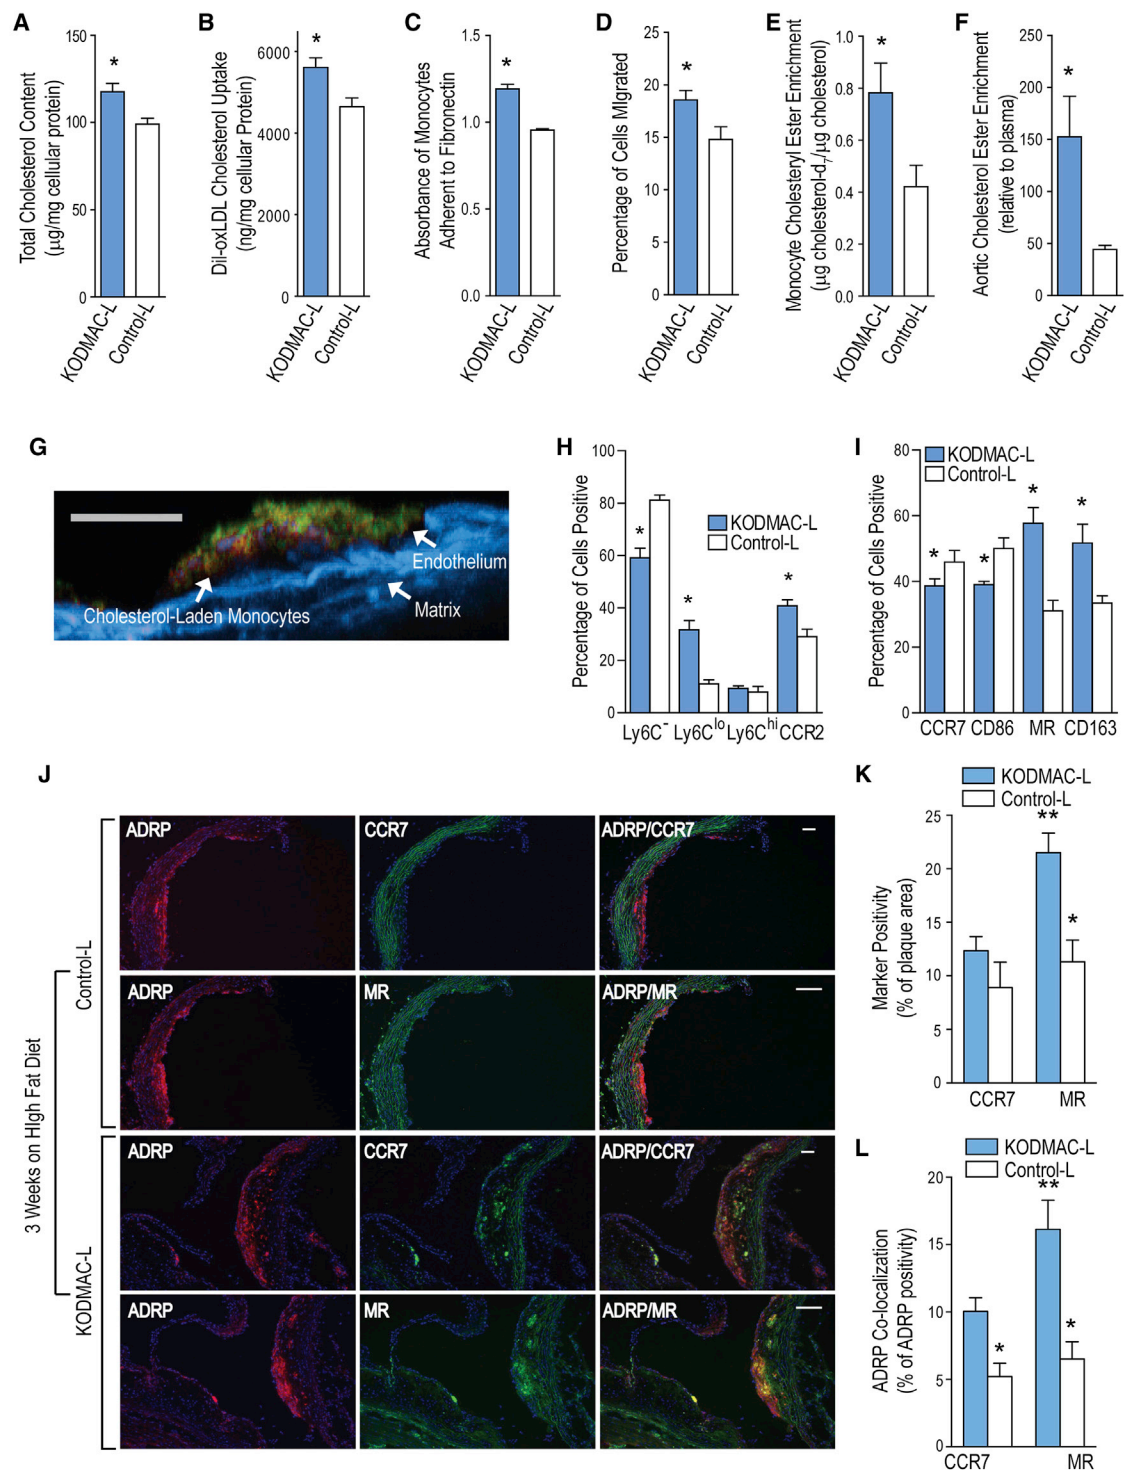 A
Total Cholesterol Content
(µg/mg cellular protein)
150
100
50
0
*
KODMAC-L
Control-L
B
Dil-oxLDL Cholesterol Uptake
(ng/mg cellular Protein)
6000
4000
2000
0
*
KODMAC-L
Control-L
C
Absorbance of Monocytes
Adherent to Fibronectin
1.5
1.0
0.5
0.0
*
KODMAC-L
Control-L
D
Percentage of Cells MIgrated
25
20
15
10
5
0
*
KODMAC-L
Control-L
E
Monocyte Cholesteryl Ester Enrichment
(µg cholesterol-d7/µg cholesterol)
1.0
0.8
0.6
0.4
0.2
0.0
*
KODMAC-L
Control-L
F
Aortic Cholesterol Ester Enrichment
(relative to plasma)
250
200
150
100
50
0
*
KODMAC-L
Control-L
G
Endothelium
Cholesterol-Laden Monocytes
Matrix
H
Percentage of Cells Positive
100
80
60
40
20
0
KODMAC-L
Control-L
*
*
*
Ly6C- Ly6Clo Ly6Chi CCR2
I
Percentage of Cells Positive
80
60
40
20
0
KODMAC-L
Control-L
* * * *
CCR7 CD86 MR CD163
J
3 Weeks on HIgh Fat Diet
Control-L
KODMAC-L
ADRP CCR7 ADRP/CCR7
ADRP MR ADRP/MR
ADRP CCR7 ADRP/CCR7
ADRP MR ADRP/MR
K
KODMAC-L
Control-L
Marker Positivity
(% of plaque area)
25
20
15
10
5
0
**
*
CCR7 MR
L
KODMAC-L
Control-L
ADRP Co-localization
(% of ADRP positivity)
20
15
10
5
0
**
*
*
CCR7 MR